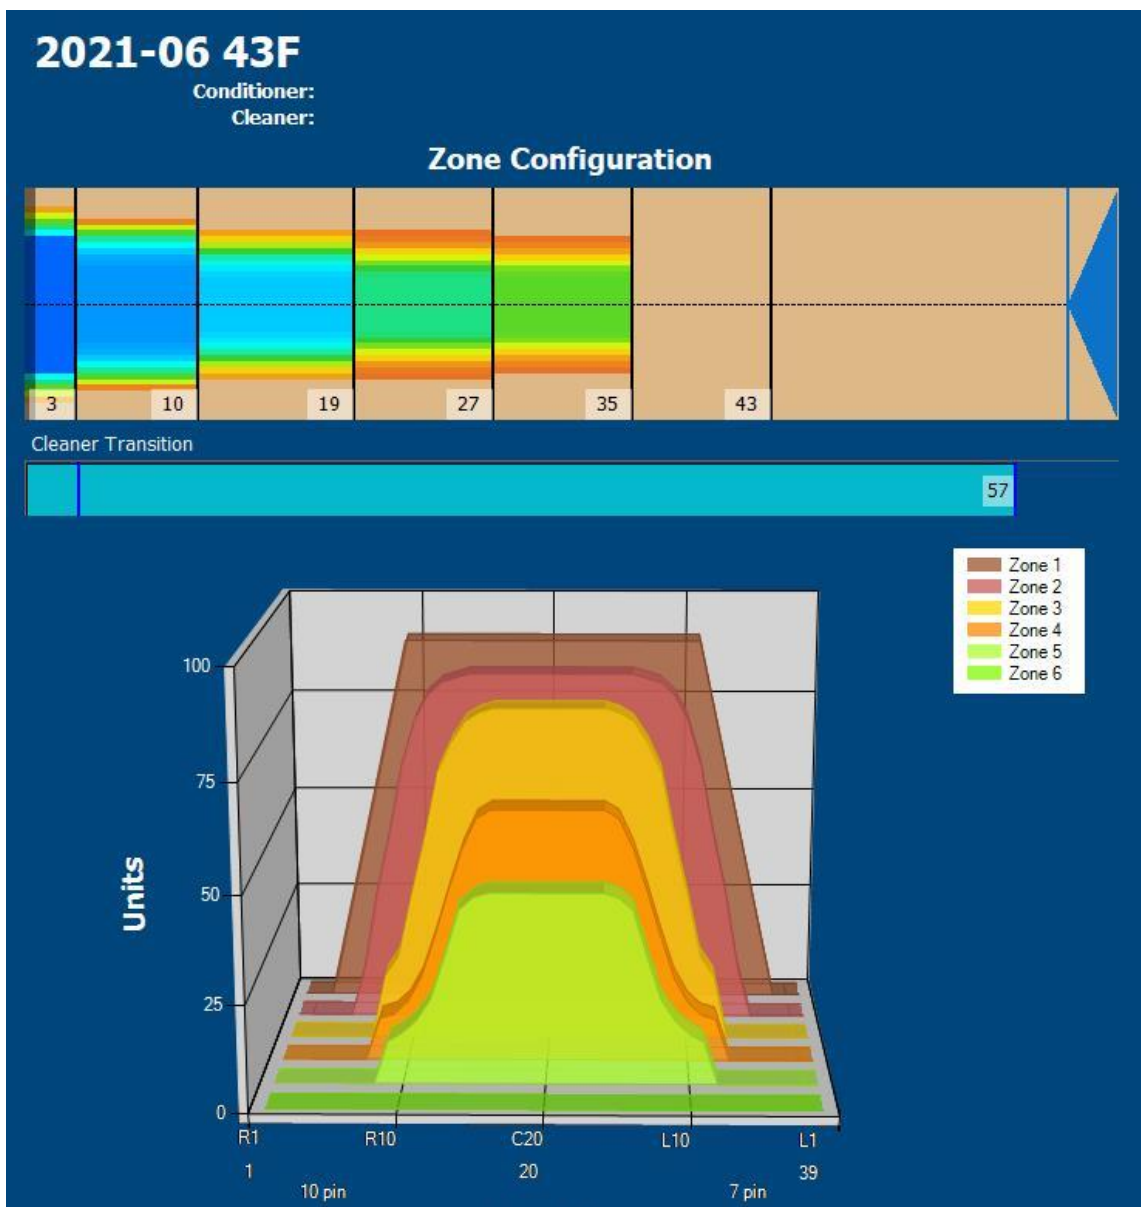 2021-06 43F
Conditioner:
Cleaner:
Zone Configuration
3 10 19 27 35 43
Cleaner Transition
57
Zone 1
Zone 2
Zone 3
Zone 4
Zone 5
Zone 6
100
75
50
25
0
Units
R1 R10 C20 L10 L1
1 20 39
10 pin 7 pin